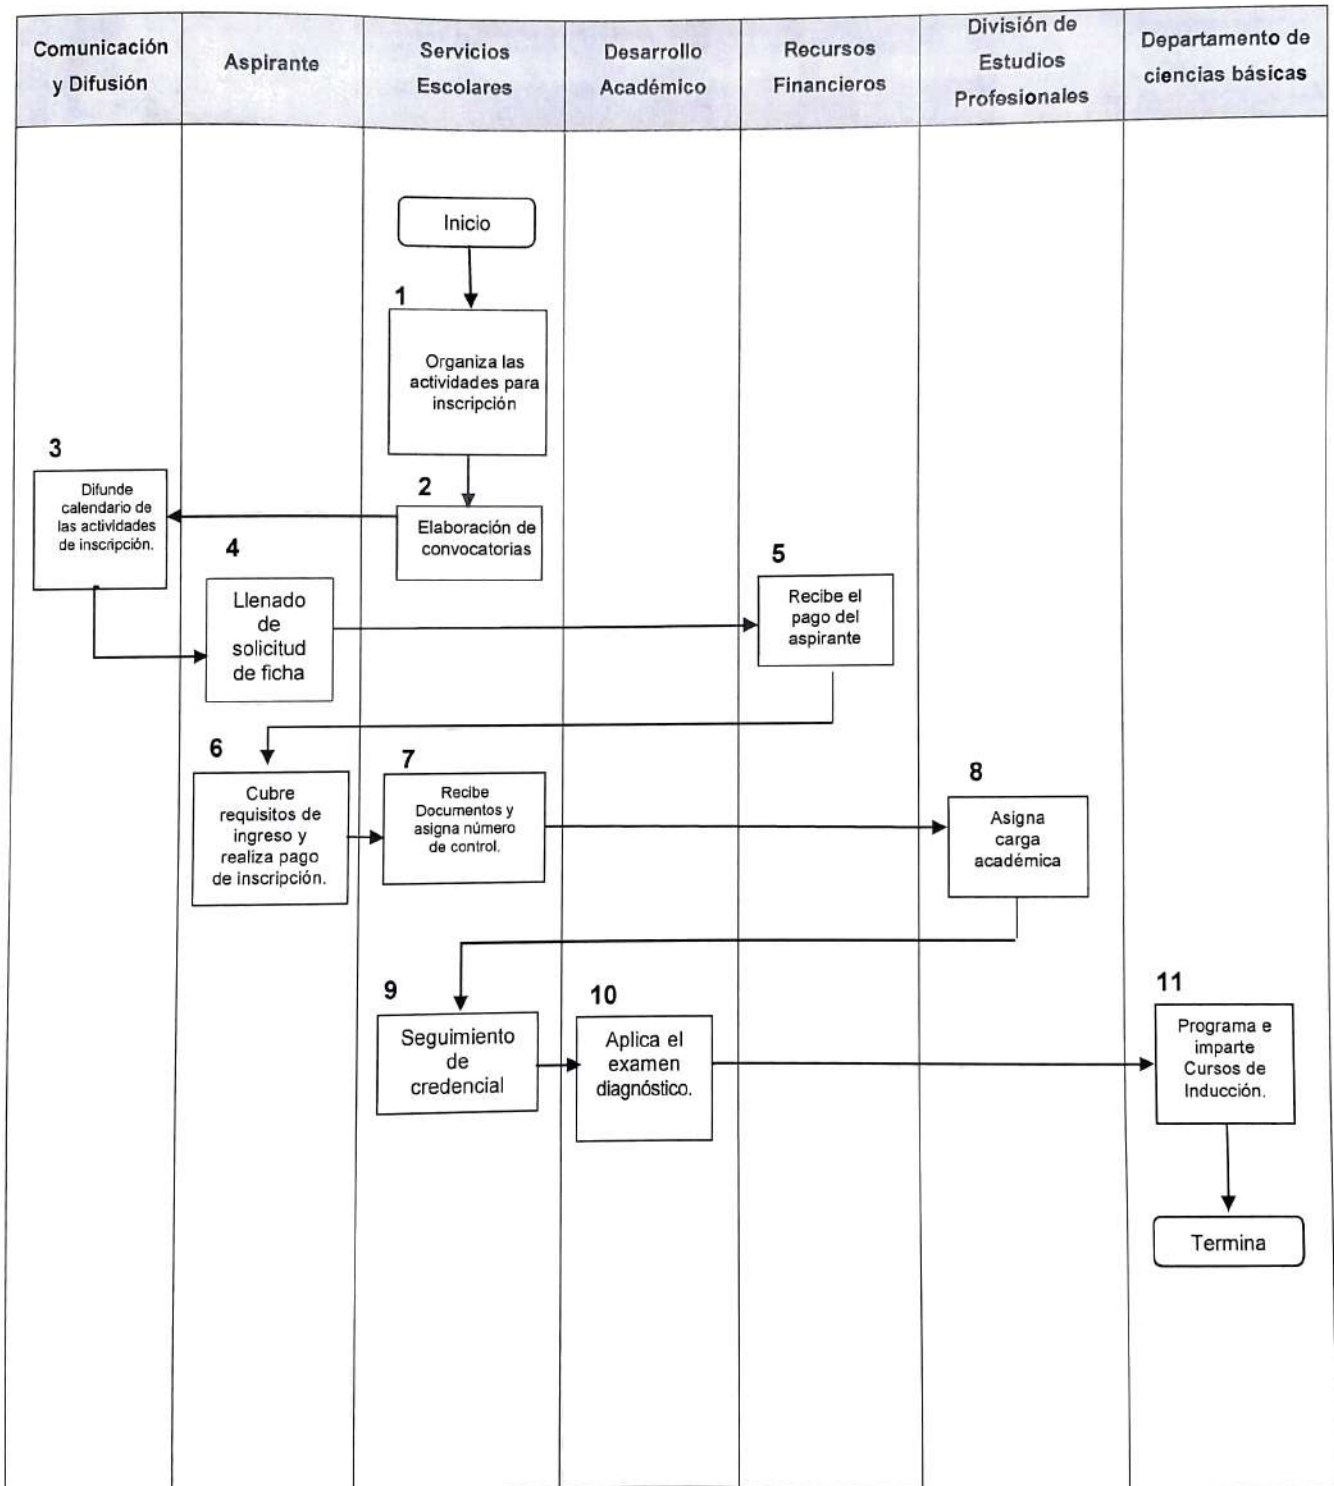 Comunicación
y Difusión
Aspirante
Servicios
Escolares
Desarrollo
Académico
Recursos
Financieros
División de
Estudios
Profesionales
Departamento de
ciencias básicas
Inicio
1
Organiza las
actividades para
inscripción
2
Elaboración de
convocatorias
3
Difunde
calendario de
las actividades
de inscripción.
4
Llenado
de
solicitud
de ficha
5
Recibe el
pago del
aspirante
6
Cubre
requisitos de
ingreso y
realiza pago
de inscripción.
7
Recibe
Documentos y
asigna número
de control.
8
Asigna
carga
académica
9
Seguimiento
de
credencial
10
Aplica el
examen
diagnóstico.
11
Programa e
imparte
Cursos de
Inducción.
Termina